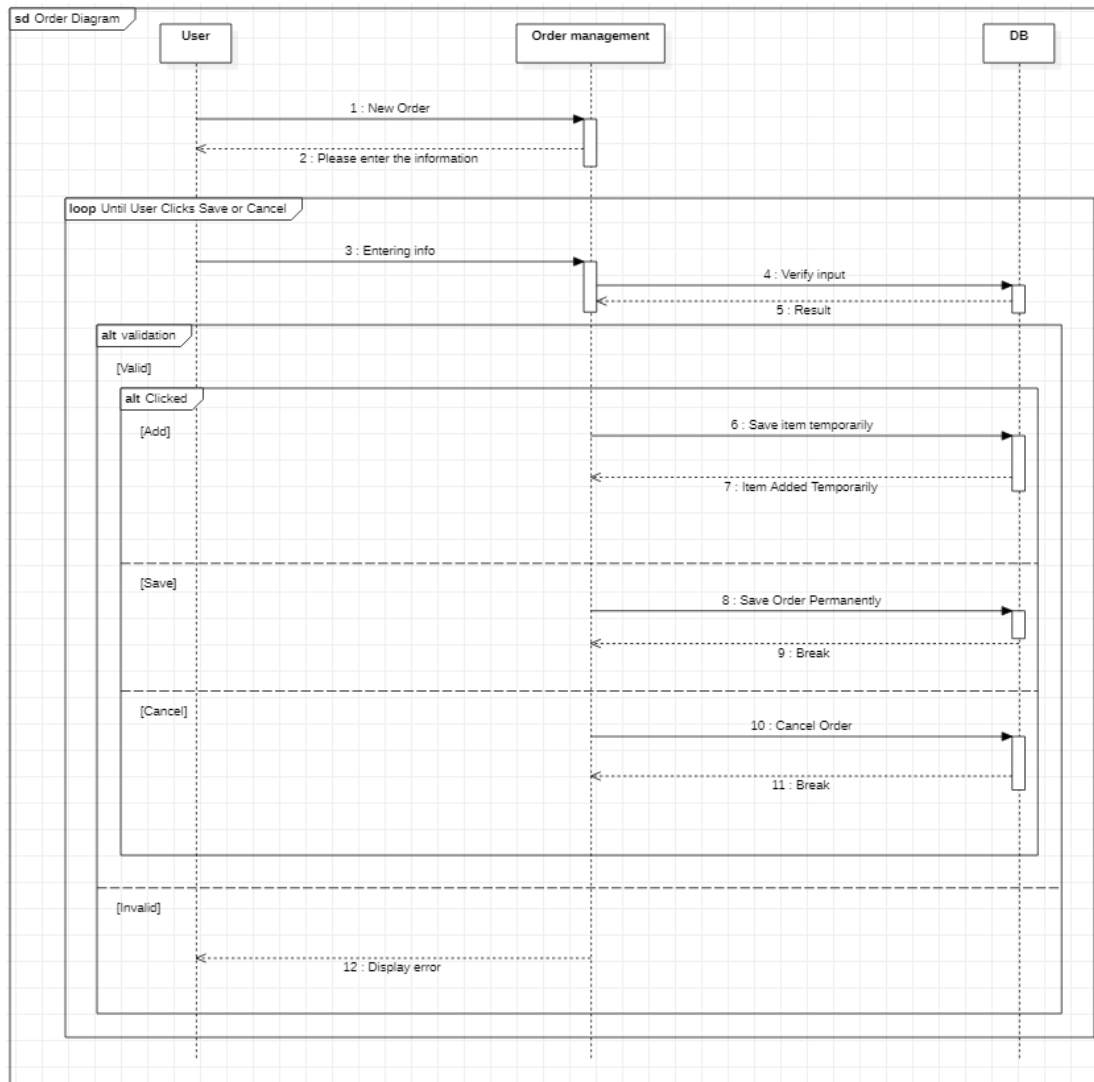 sd Order Diagram
User
Order management
DB
1 : New Order
2 : Please enter the information
loop Until User Clicks Save or Cancel
3 : Entering info
4 : Verify input
5 : Result
alt validation
[Valid]
alt Clicked
[Add]
6 : Save item temporarily
7 : Item Added Temporarily
[Save]
8 : Save Order Permanently
9 : Break
[Cancel]
10 : Cancel Order
11 : Break
[Invalid]
12 : Display error